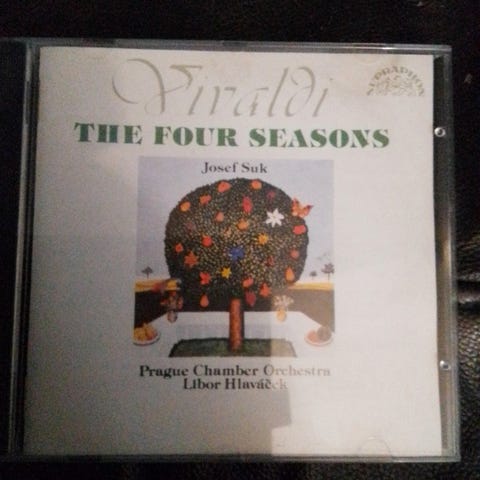 Vivaldi
SUPRAPHON
THE FOUR SEASONS
Josef Suk
Prague Chamber Orchestra
Libor Hlaváček